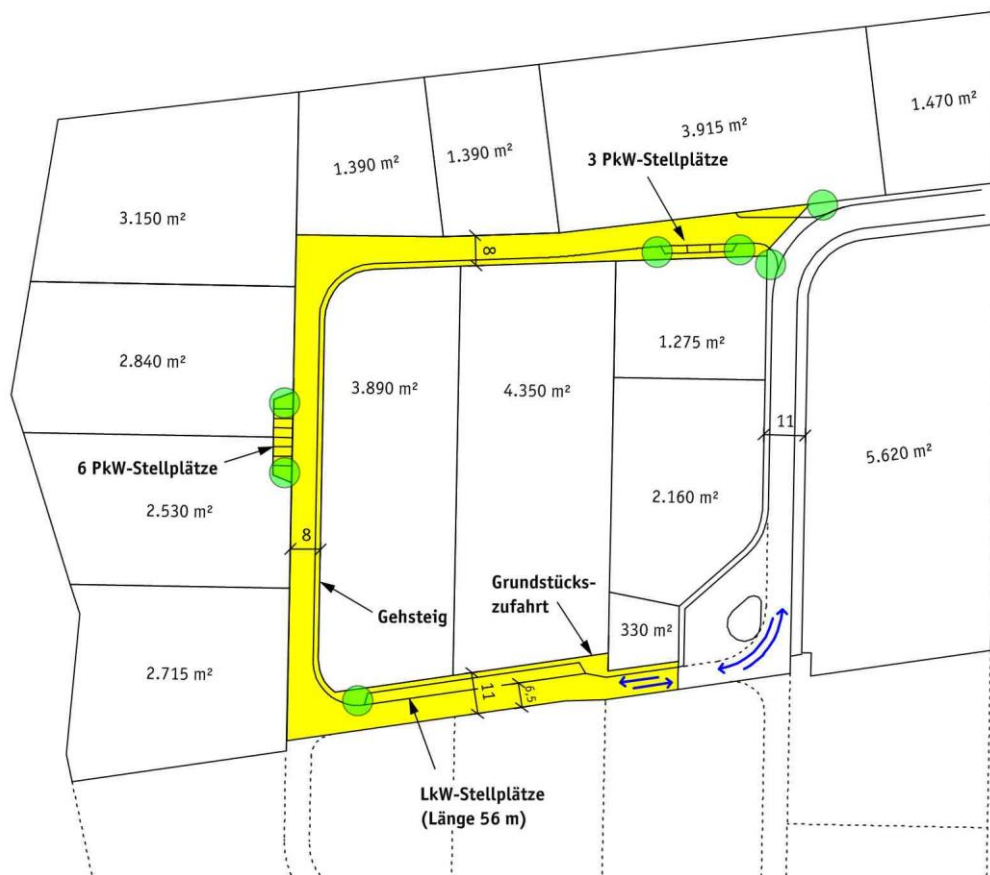 1.470 m²
3.915 m²
1.390 m²
1.390 m²
3 PkW-Stellplätze
3.150 m²
8
1.275 m²
2.840 m²
3.890 m²
4.350 m²
11
5.620 m²
6 PkW-Stellplätze
2.530 m²
2.160 m²
8
Grundstücks-
zufahrt
Gehsteig
330 m²
2.715 m²
11
6,5
LkW-Stellplätze
(Länge 56 m)